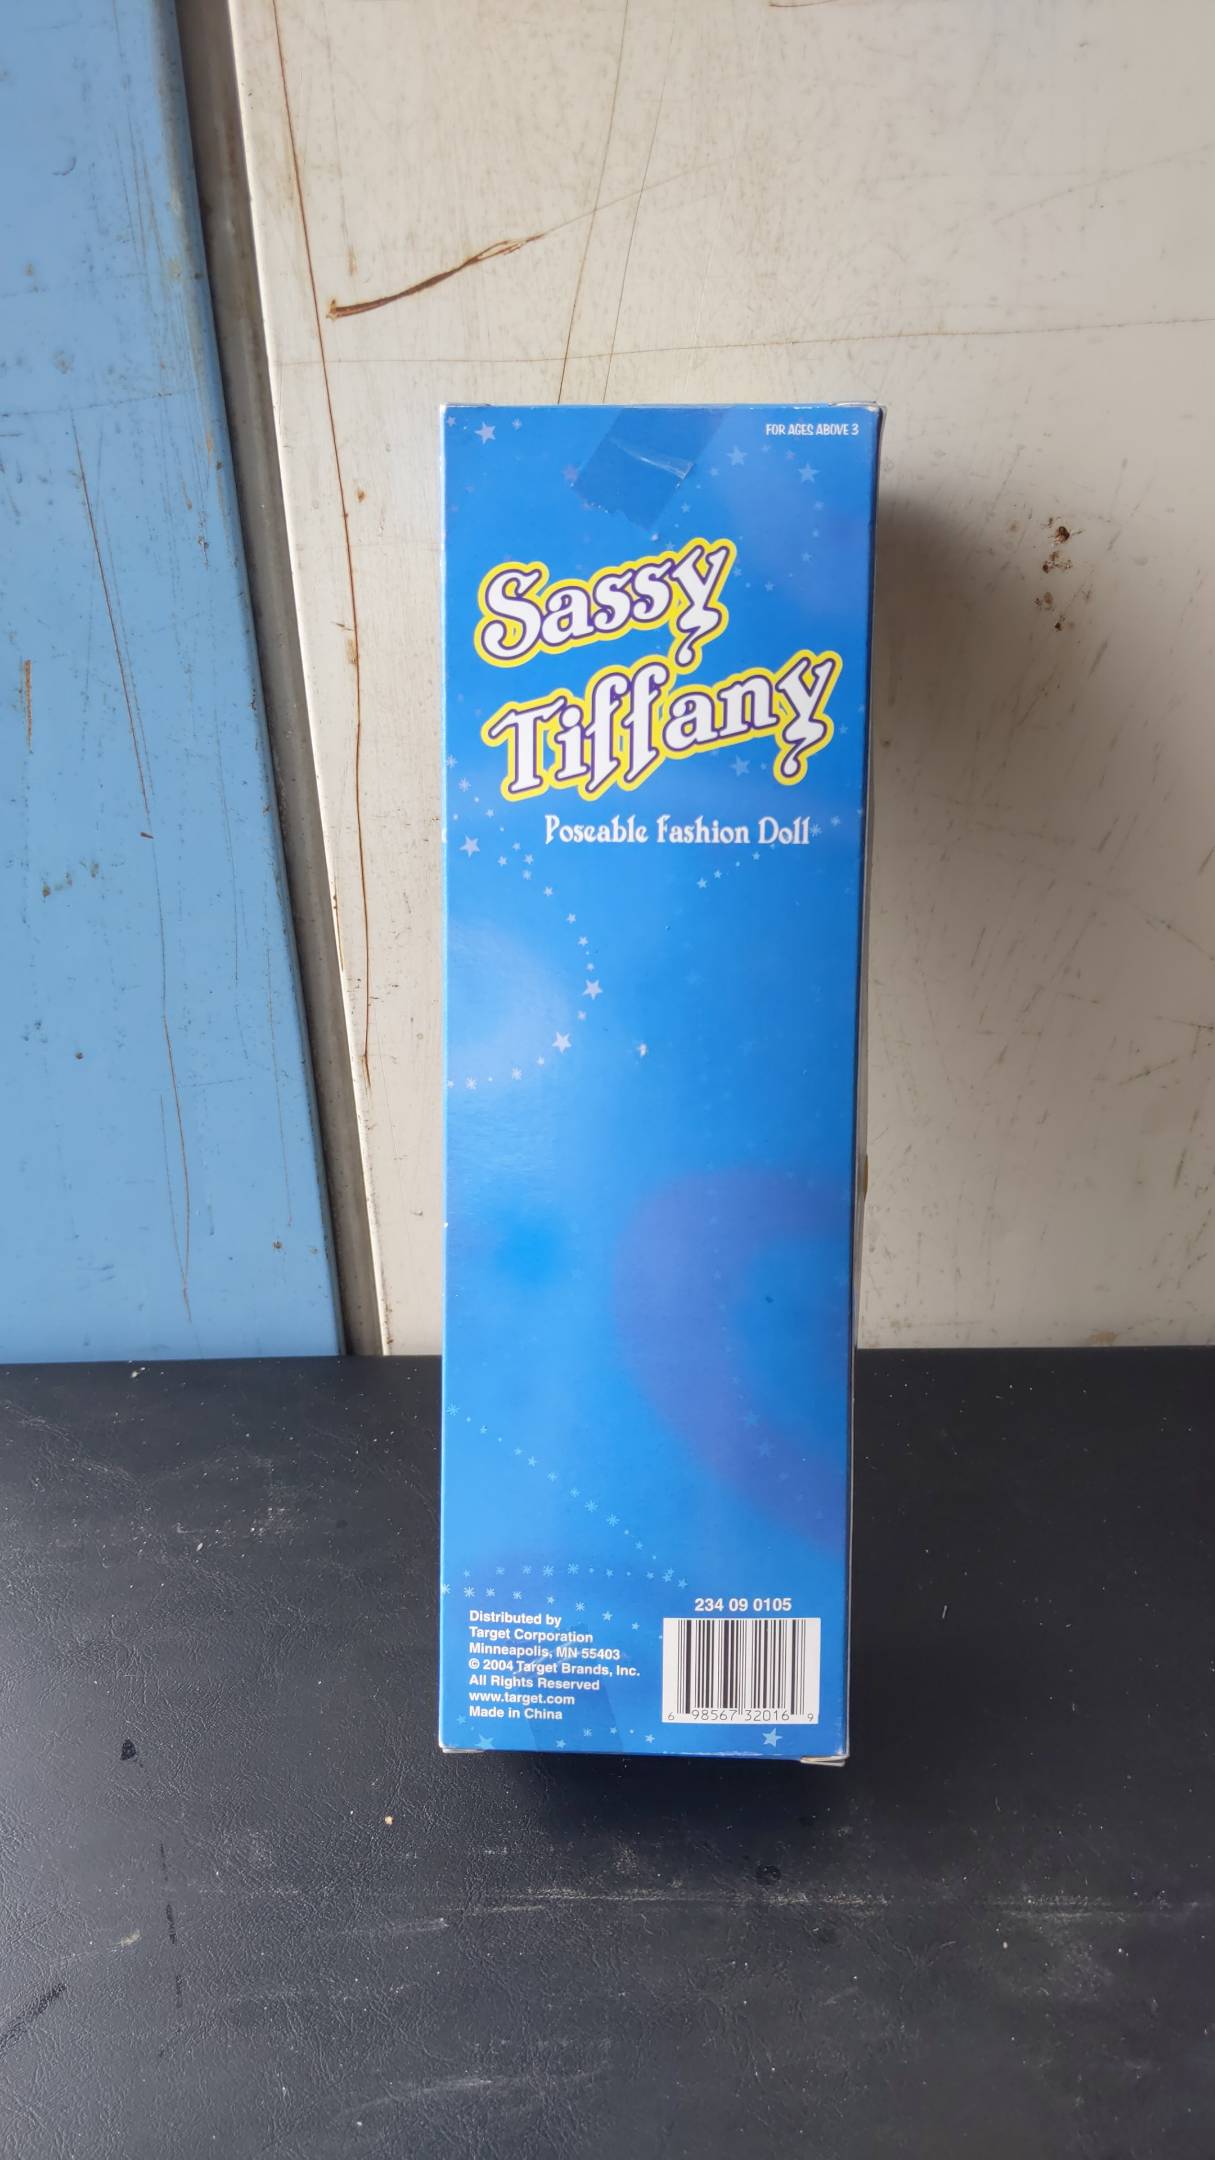 FOR AGES ABOVE 3
Sassy
Tiffany
Poseable Fashion Doll
Distributed by
Target Corporation
Minneapolis, MN 55403
© 2004 Target Brands, Inc.
All Rights Reserved
www.target.com
Made in China
234 09 0105
6 98567 32016 9